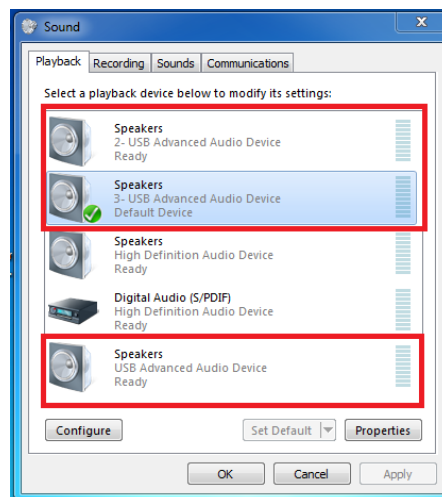 Sound
Playback Recording Sounds Communications
Select a playback device below to modify its settings:
Speakers
2- USB Advanced Audio Device
Ready
Speakers
3- USB Advanced Audio Device
Default Device
Speakers
High Definition Audio Device
Ready
Digital Audio (S/PDIF)
High Definition Audio Device
Ready
Speakers
USB Advanced Audio Device
Ready
Configure Set Default Properties
OK Cancel Apply